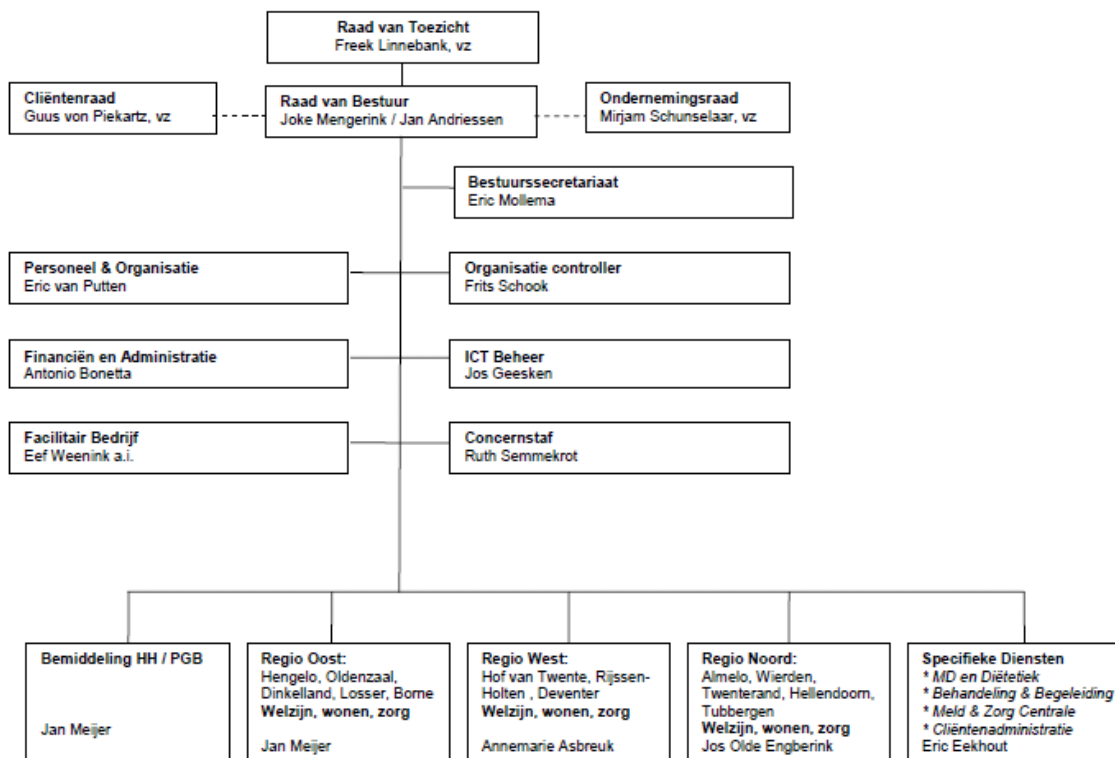 Raad van Toezicht
Freek Linnebank, vz
Cliëntenraad
Guus von Piekartz, vz
Raad van Bestuur
Joke Mengerink / Jan Andriessen
Ondernemingsraad
Mirjam Schunselaar, vz
Bestuurssecretariaat
Eric Mollema
Personeel & Organisatie
Eric van Putten
Organisatie controller
Frits Schook
Financiën en Administratie
Antonio Bonetta
ICT Beheer
Jos Geesken
Facilitair Bedrijf
Eef Weenink a.i.
Concernstaf
Ruth Semmekrot
Bemiddeling HH / PGB
Jan Meijer
Regio Oost:
Hengelo, Oldenzaal,
Dinkelland, Losser, Borne
Welzijn, wonen, zorg
Jan Meijer
Regio West:
Hof van Twente, Rijssen-
Holten , Deventer
Welzijn, wonen, zorg
Annemarie Asbreuk
Regio Noord:
Almelo, Wierden,
Twenterand, Hellendoorn,
Tubbergen
Welzijn, wonen, zorg
Jos Olde Engberink
Specifieke Diensten
* MD en Diëtetiek
* Behandeling & Begeleiding
* Meld & Zorg Centrale
* Cliëntenadministratie
Eric Eekhout